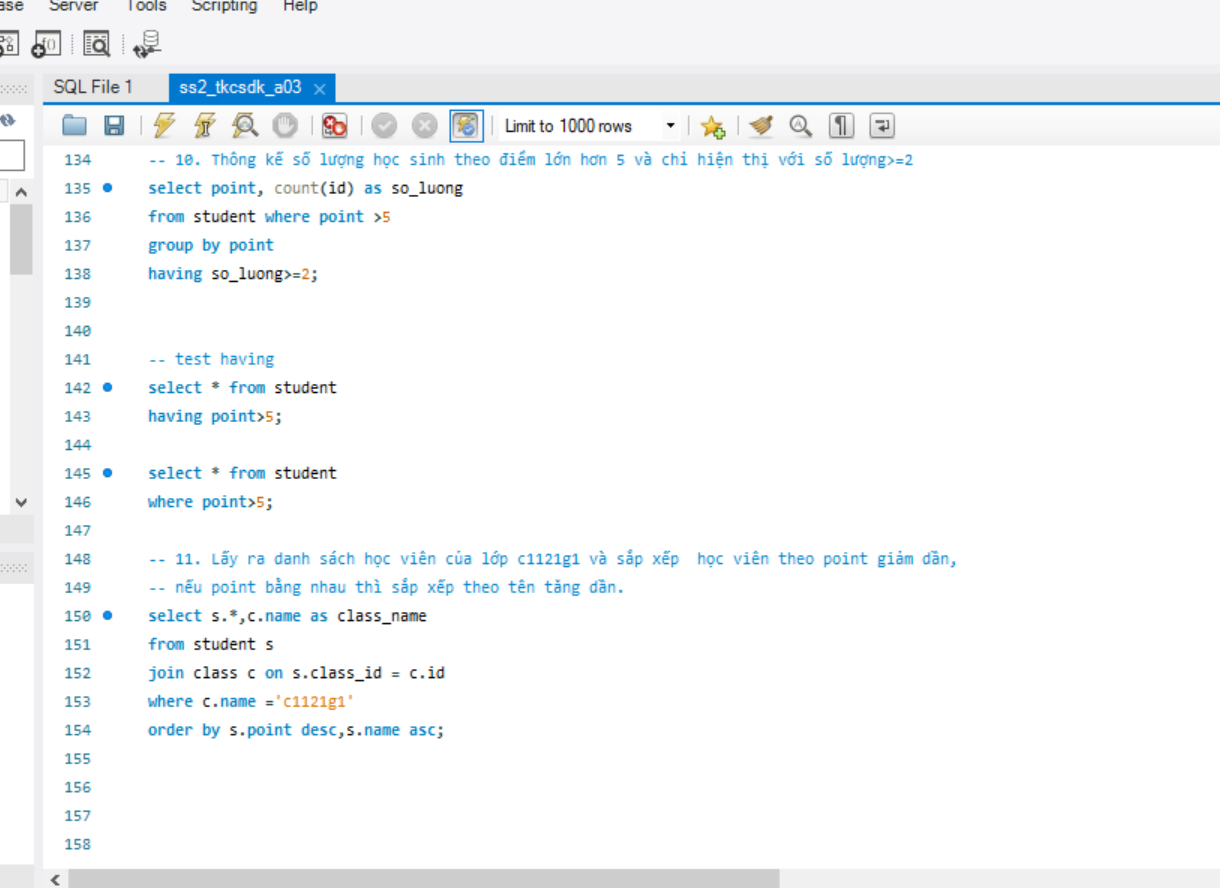 Server Tools Scripting Help
SQL File 1 ss2_tkcsdk_a03
Limit to 1000 rows
134 -- 10. Thông kế số lượng học sinh theo điểm lớn hơn 5 và chỉ hiện thị với số lượng>=2
135 select point, count(id) as so_luong
136 from student where point >5
137 group by point
138 having so_luong>=2;
139
140
141 -- test having
142 select * from student
143 having point>5;
144
145 select * from student
146 where point>5;
147
148 -- 11. Lấy ra danh sách học viên của lớp c1121g1 và sắp xếp  học viên theo point giảm dần,
149 -- nếu point bằng nhau thì sắp xếp theo tên tăng dần.
150 select s.*,c.name as class_name
151 from student s
152 join class c on s.class_id = c.id
153 where c.name ='c1121g1'
154 order by s.point desc,s.name asc;
155
156
157
158